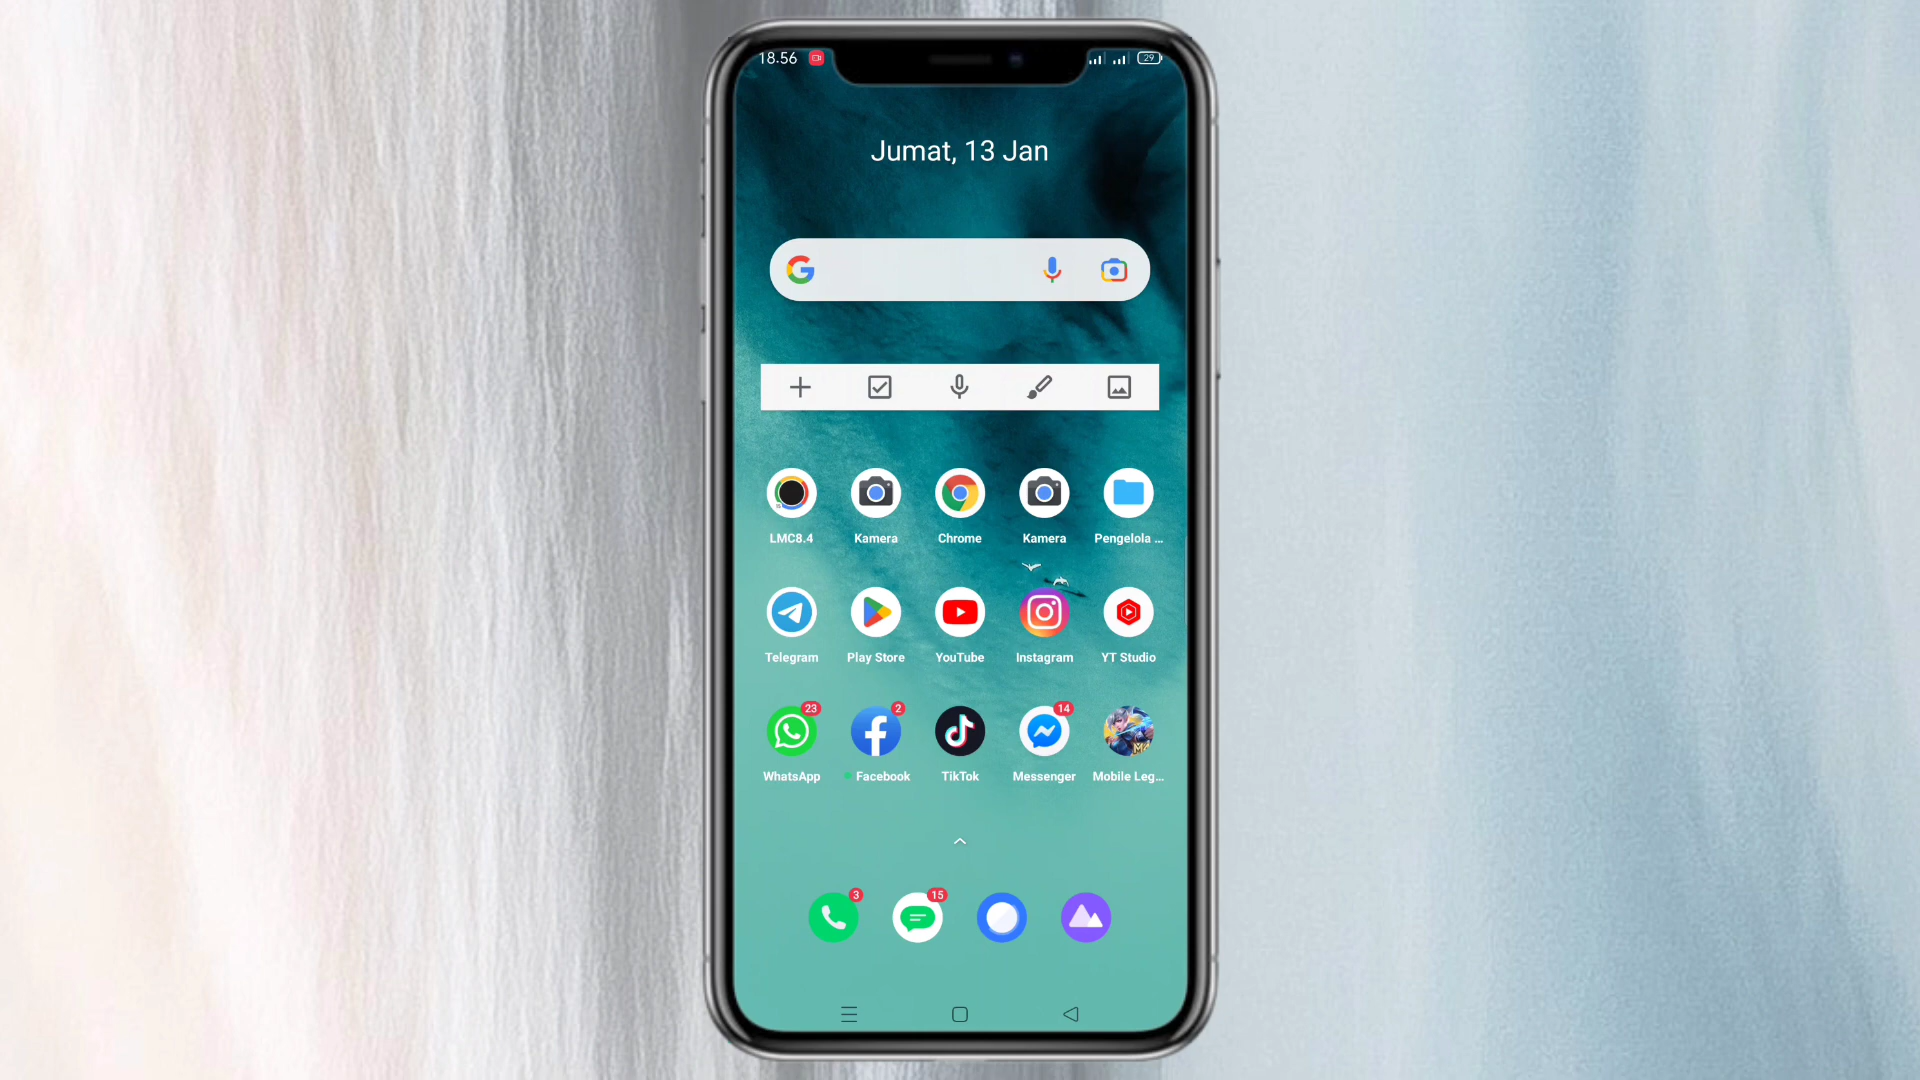 18.56
29
Jumat, 13 Jan
LMC8.4 Kamera Chrome Kamera Pengelola ...
Telegram Play Store YouTube Instagram YT Studio
23 2 14
WhatsApp Facebook TikTok Messenger Mobile Leg...
3 15